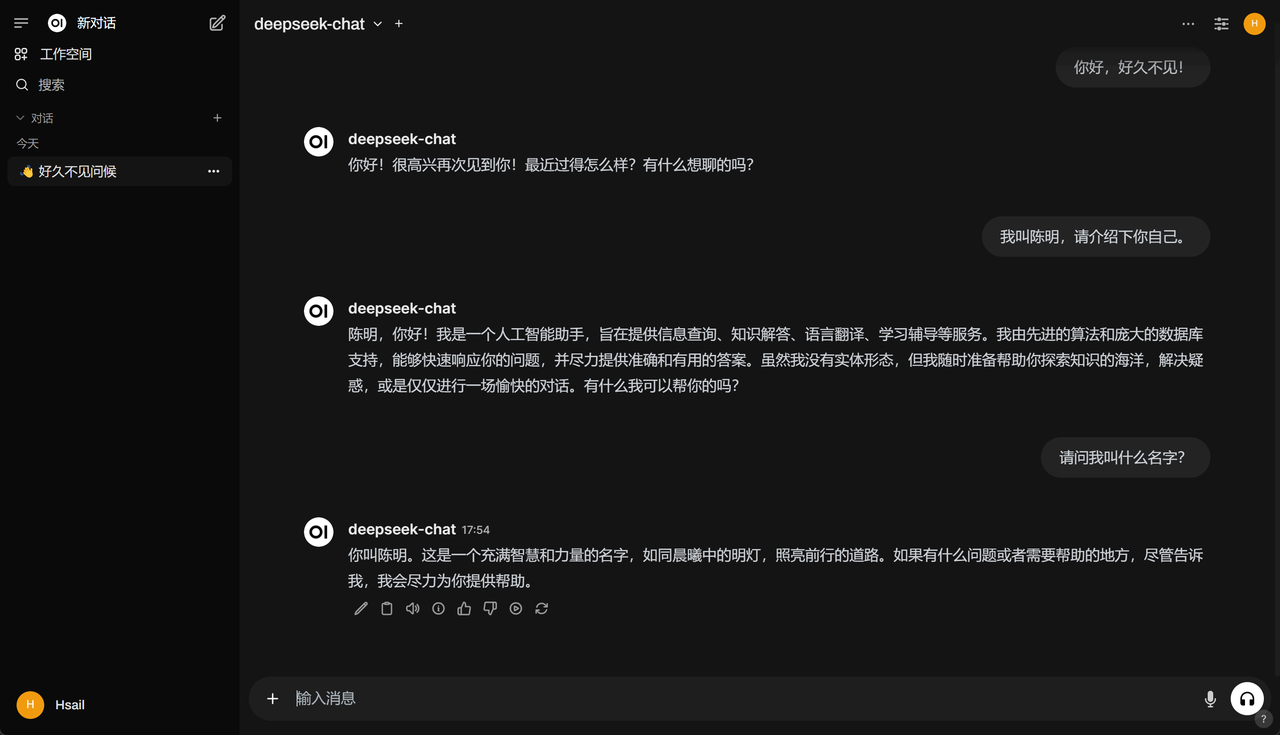 OI 新对话
工作空间
搜索
对话
今天
👋 好久不见问候
H Hsail
deepseek-chat
H
你好，好久不见！
OI deepseek-chat
你好！很高兴再次见到你！最近过得怎么样？有什么想聊的吗？
我叫陈明，请介绍下你自己。
OI deepseek-chat
陈明，你好！我是一个人工智能助手，旨在提供信息查询、知识解答、语言翻译、学习辅导等服务。我由先进的算法和庞大的数据库
支持，能够快速响应你的问题，并尽力提供准确和有用的答案。虽然我没有实体形态，但我随时准备帮助你探索知识的海洋，解决疑
惑，或是仅仅进行一场愉快的对话。有什么我可以帮你的吗？
请问我叫什么名字？
OI deepseek-chat 17:54
你叫陈明。这是一个充满智慧和力量的名字，如同晨曦中的明灯，照亮前行的道路。如果有什么问题或者需要帮助的地方，尽管告诉
我，我会尽力为你提供帮助。
输入消息
?